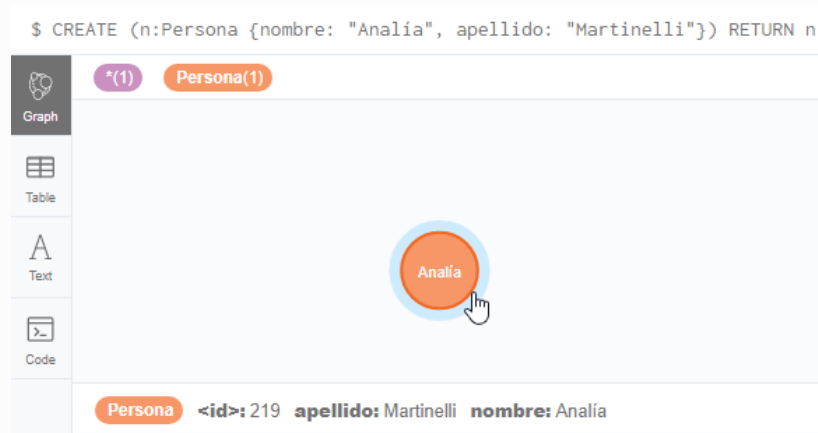 $ CREATE (n:Persona {nombre: "Analía", apellido: "Martinelli"}) RETURN n
*(1) Persona(1)
Graph
Table
A
Text
Analía
>_
Code
Persona <id>: 219 apellido: Martinelli nombre: Analía